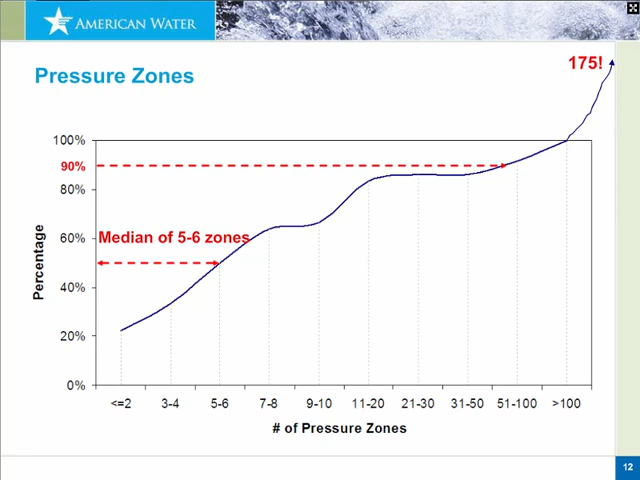 AMERICAN WATER
175!
Pressure Zones
100%
90%
80%
Median of 5-6 zones
60%
40%
20%
0%
Percentage
<=2 3-4 5-6 7-8 9-10 11-20 21-30 31-50 51-100 >100
# of Pressure Zones
12